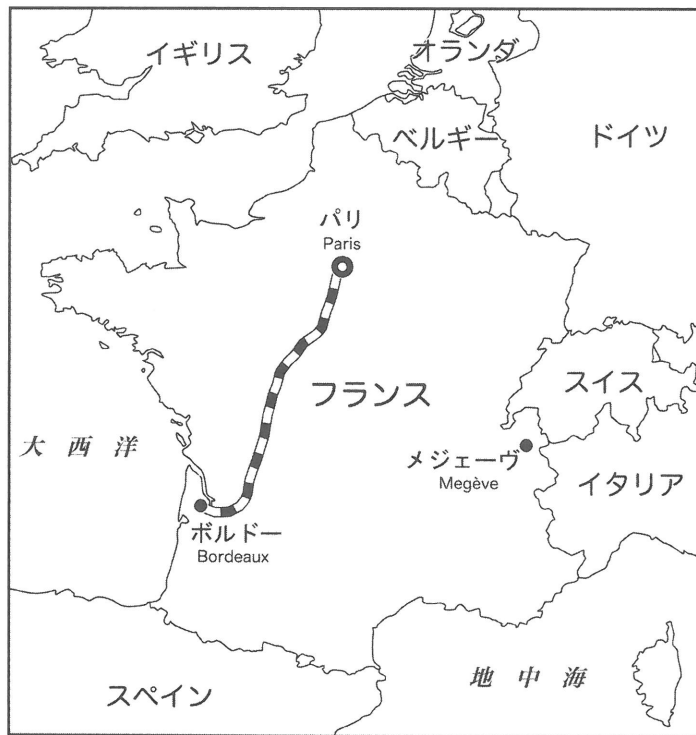 イギリス
オランダ
ベルギー
ドイツ
パリ
Paris
フランス
スイス
大西洋
メジェーヴ
Megève
イタリア
ボルドー
Bordeaux
スペイン
地中海